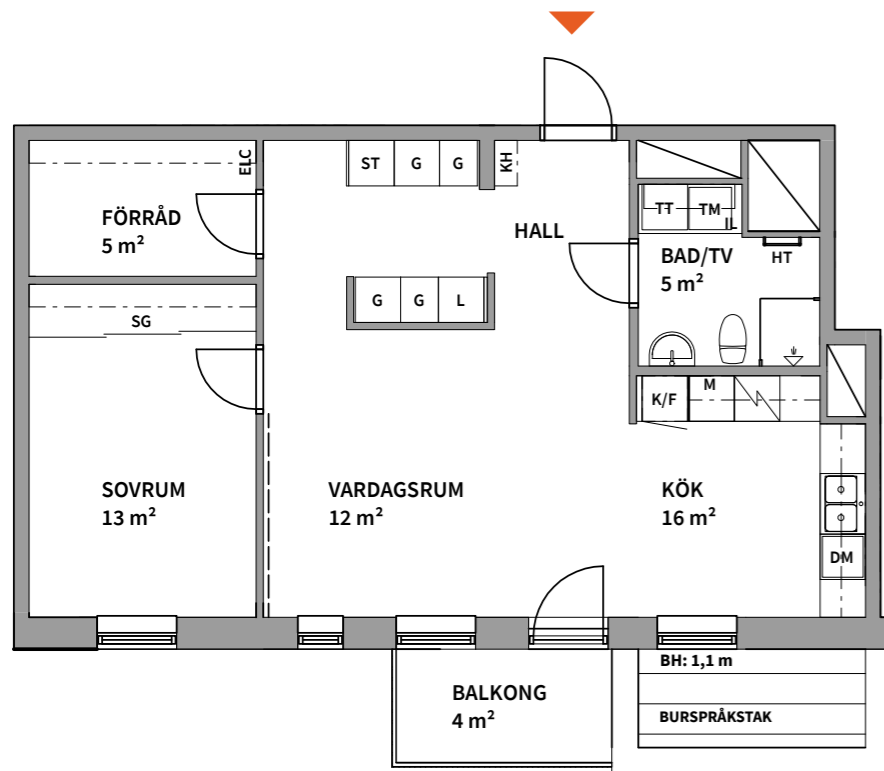 ELC
ST G G
KH
FÖRRÅD
5 m²
HALL
TT TM
IL
BAD/TV
5 m²
HT
G G L
SG
K/F M
SOVRUM
13 m²
VARDAGSRUM
12 m²
KÖK
16 m²
DM
BH: 1,1 m
BALKONG
4 m²
BURSPRÅKSTAK